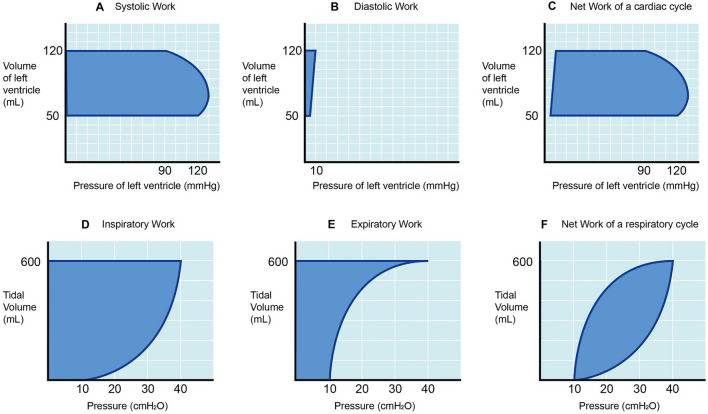 A Systolic Work
120
Volume
of left
ventricle
(mL)
50
90 120
Pressure of left ventricle (mmHg)
B Diastolic Work
120
Volume
of left
ventricle
(mL)
50
10
Pressure of left ventricle (mmHg)
C Net Work of a cardiac cycle
120
Volume
of left
ventricle
(mL)
50
90 120
Pressure of left ventricle (mmHg)
D Inspiratory Work
600
Tidal
Volume
(mL)
10 20 40
Pressure (cmH₂O)
E Expiratory Work
600
Tidal
Volume
(mL)
10 20 40
Pressure (cmH₂O)
F Net Work of a respiratory cycle
600
Tidal
Volume
(mL)
10 20 40
Pressure (cmH₂O)